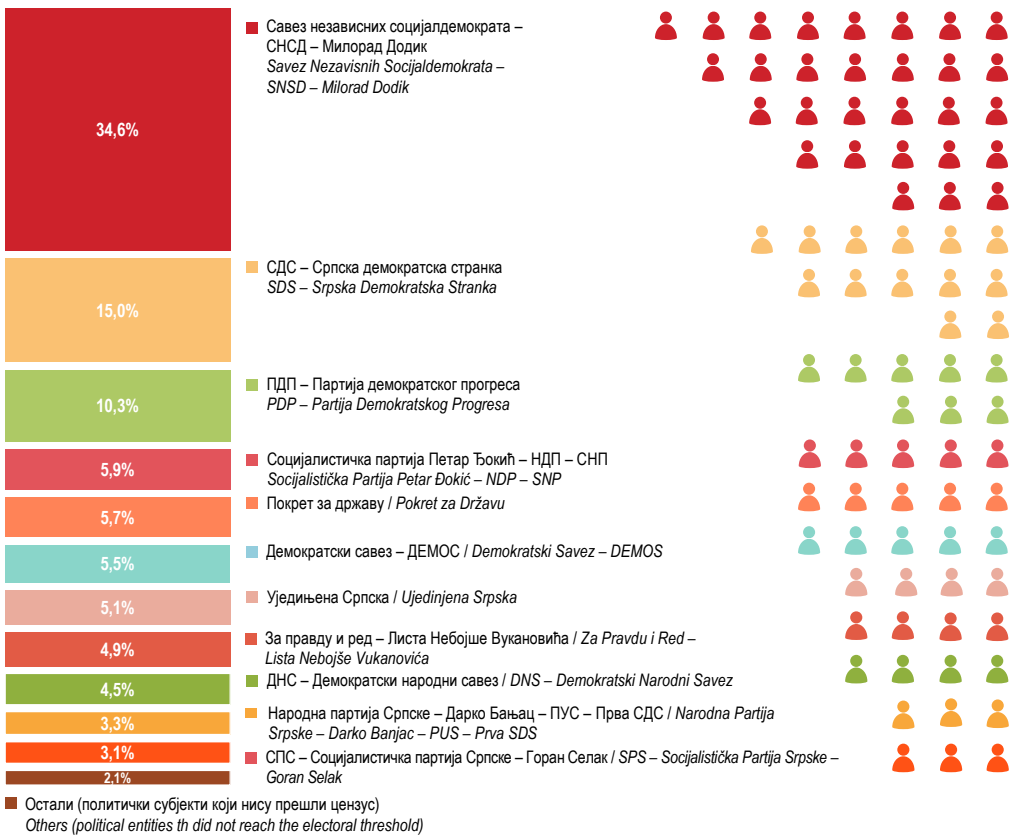 34,6%
Савез независних социјалдемократа –
СНСД – Милорад Додик
Savez Nezavisnih Socijaldemokrata –
SNSD – Milorad Dodik
15,0%
СДС – Српска демократска странка
SDS – Srpska Demokratska Stranka
10,3%
ПДП – Партија демократског прогреса
PDP – Partija Demokratskog Progresa
5,9%
Социјалистичка партија Петар Ђокић – НДП – СНП
Socijalistička Partija Petar Đokić – NDP – SNP
5,7%
Покрет за државу / Pokret za Državu
5,5%
Демократски савез – ДЕМОС / Demokratski Savez – DEMOS
5,1%
Уједињена Српска / Ujedinjena Srpska
4,9%
За правду и ред – Листа Небојше Вукановића / Za Pravdu i Red –
Lista Nebojše Vukanovića
4,5%
ДНС – Демократски народни савез / DNS – Demokratski Narodni Savez
3,3%
Народна партија Српске – Дарко Бањац – ПУС – Прва СДС / Narodna Partija
Srpske – Darko Banjac – PUS – Prva SDS
3,1%
СПС – Социјалистичка партија Српске – Горан Селак / SPS – Socijalistička Partija Srpske –
Goran Selak
2,1%
Остали (политички субјекти који нису прешли цензус)
Others (political entities th did not reach the electoral threshold)